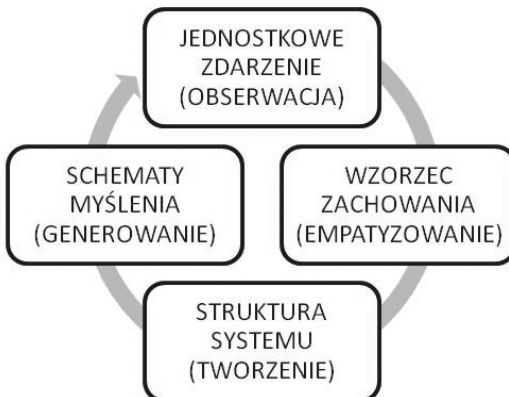 JEDNOSTKOWE
ZDARZENIE
(OBSERWACJA)
WZORZEC
ZACHOWANIA
(EMPATYZOWANIE)
STRUKTURA
SYSTEMU
(TWORZENIE)
SCHEMATY
MYŚLENIA
(GENEROWANIE)